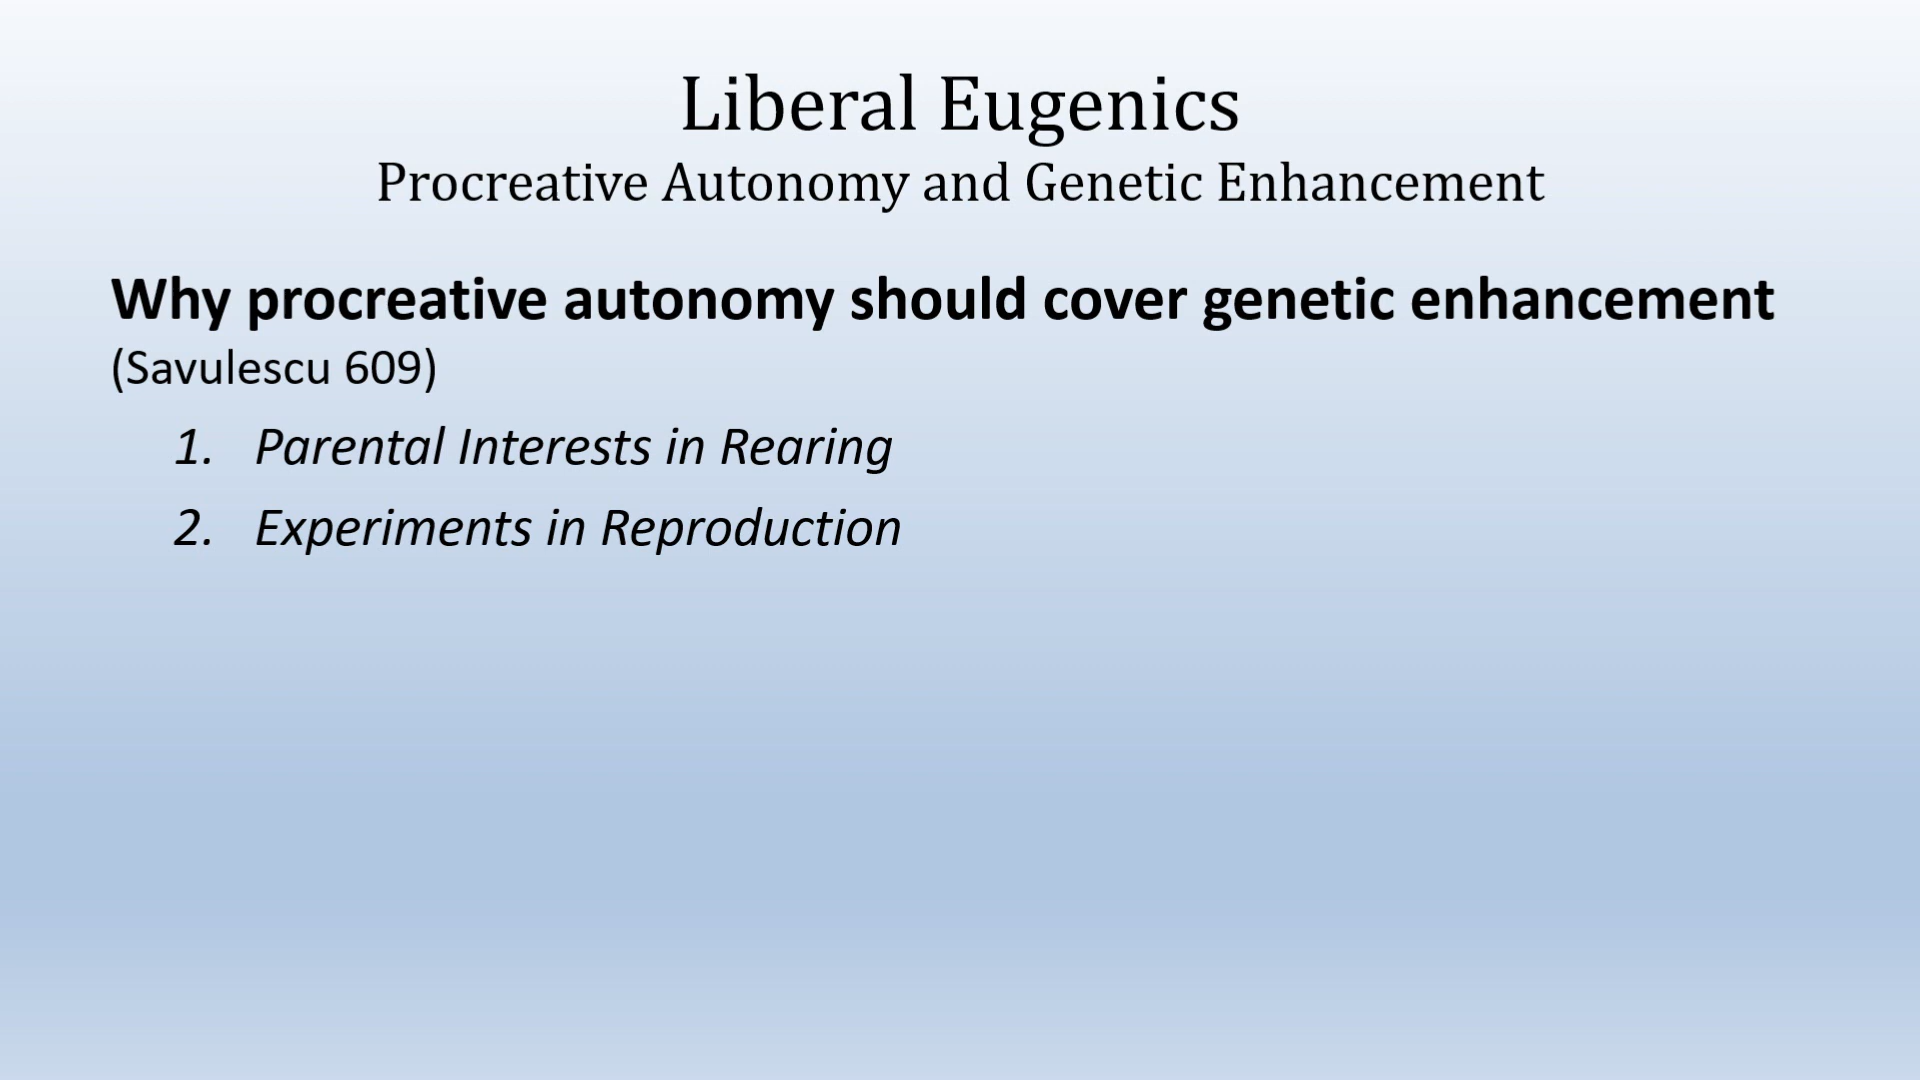 Liberal Eugenics
Procreative Autonomy and Genetic Enhancement
Why procreative autonomy should cover genetic enhancement
(Savulescu 609)
1. Parental Interests in Rearing
2. Experiments in Reproduction